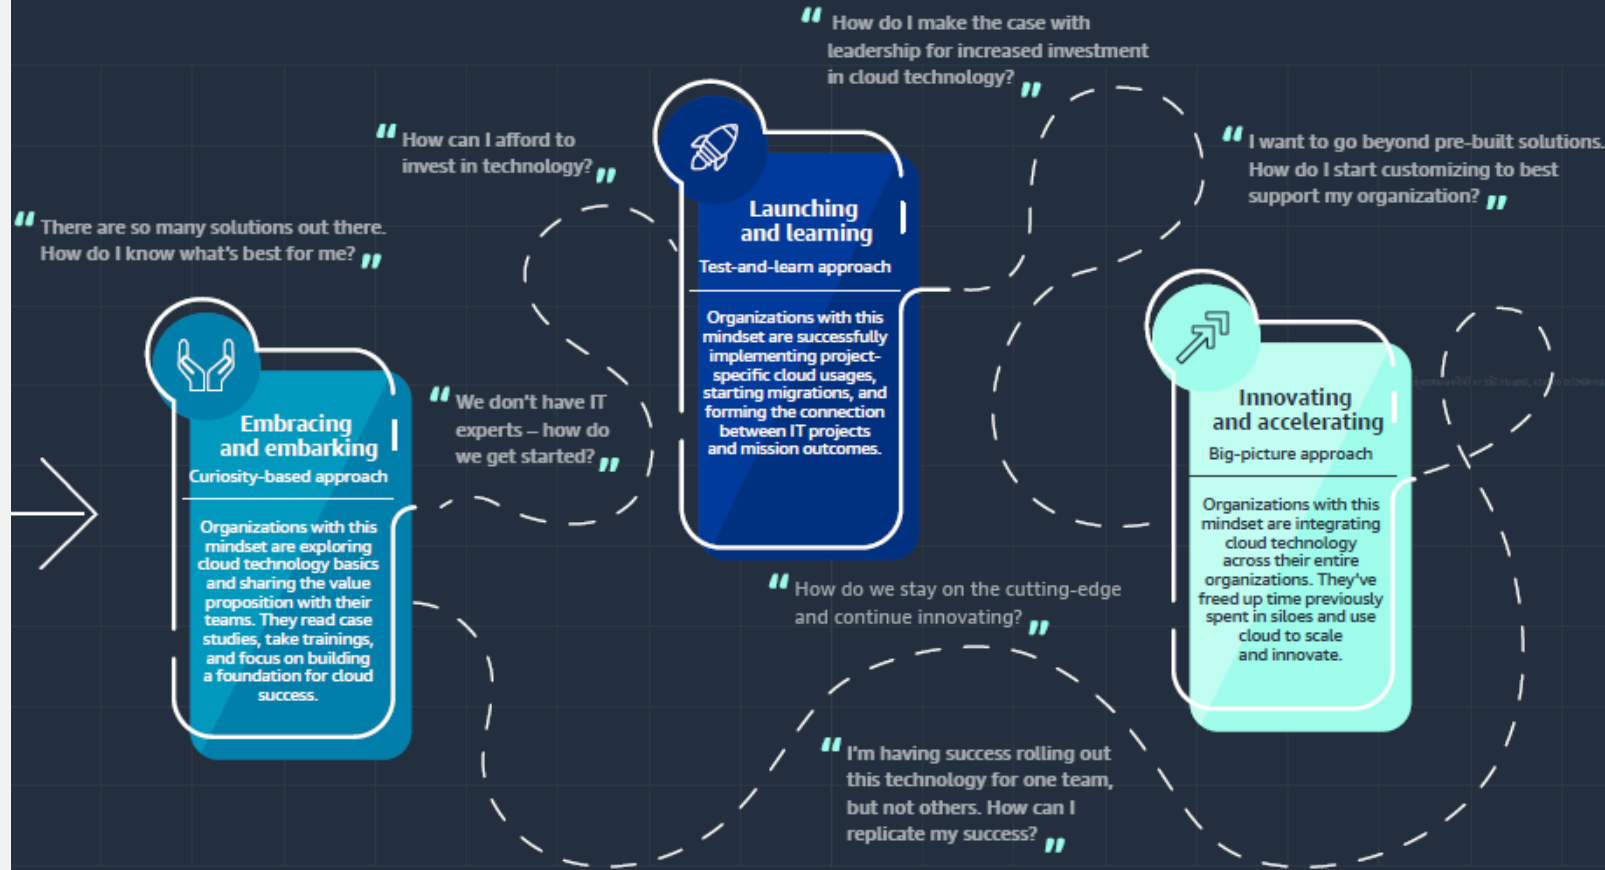 “ How do I make the case with
leadership for increased investment
in cloud technology? ”
“ How can I afford to
invest in technology? ”
“ I want to go beyond pre-built solutions.
How do I start customizing to best
support my organization? ”
“ There are so many solutions out there.
How do I know what's best for me? ”
Launching
and learning
Test-and-learn approach
Organizations with this
mindset are successfully
implementing project-
specific cloud usages,
starting migrations, and
forming the connection
between IT projects
and mission outcomes.
“ We don't have IT
experts – how do
we get started? ”
Embracing
and embarking
Curiosity-based approach
Organizations with this
mindset are exploring
cloud technology basics
and sharing the value
proposition with their
teams. They read case
studies, take trainings,
and focus on building
a foundation for cloud
success.
Innovating
and accelerating
Big-picture approach
Organizations with this
mindset are integrating
cloud technology
across their entire
organizations. They've
freed up time previously
spent in siloes and use
cloud to scale
and innovate.
“ How do we stay on the cutting-edge
and continue innovating? ”
“ I'm having success rolling out
this technology for one team,
but not others. How can I
replicate my success? ”